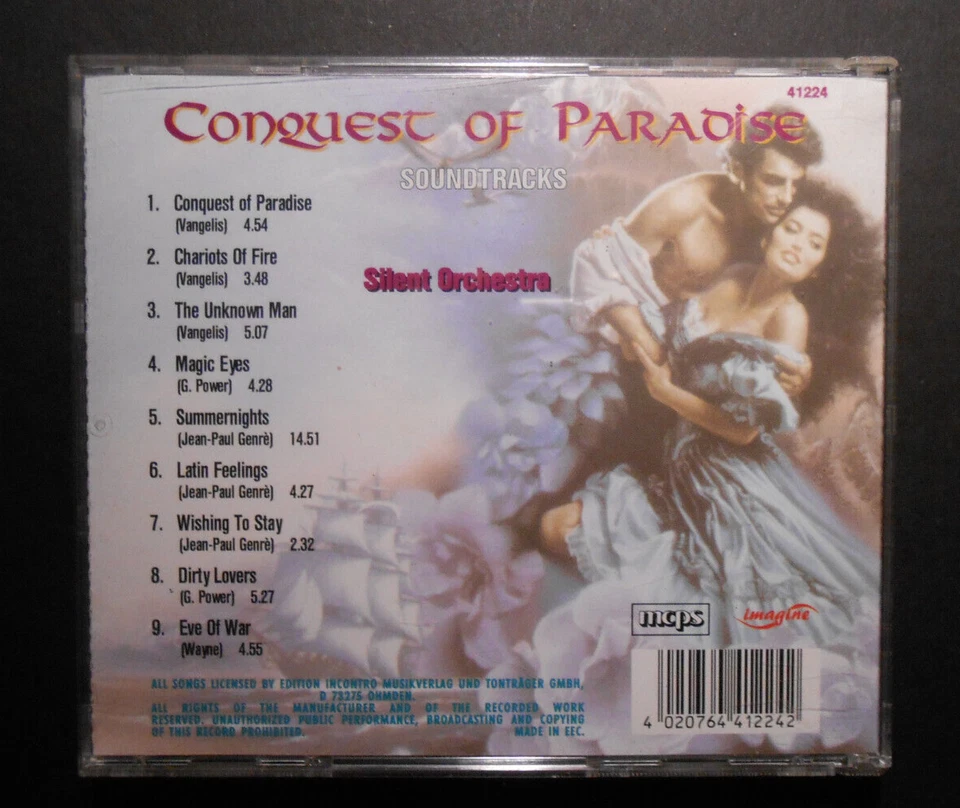 41224
Conquest of Paradise
SOUNDTRACKS
1. Conquest of Paradise
(Vangelis) 4.54
2. Chariots Of Fire
(Vangelis) 3.48
Silent Orchestra
3. The Unknown Man
(Vangelis) 5.07
4. Magic Eyes
(G. Power) 4.28
5. Summernights
(Jean-Paul Genrè) 14.51
6. Latin Feelings
(Jean-Paul Genrè) 4.27
7. Wishing To Stay
(Jean-Paul Genrè) 2.32
8. Dirty Lovers
(G. Power) 5.27
9. Eve Of War
(Wayne) 4.55
mcps
imagine
ALL SONGS LICENSED BY EDITION INCONTRO MUSIKVERLAG UND TONTRÄGER GMBH,
D 73275 OHMDEN.
ALL RIGHTS OF THE MANUFACTURER AND OF THE RECORDED WORK
RESERVED. UNAUTHORIZED PUBLIC PERFORMANCE, BROADCASTING AND COPYING
OF THIS RECORD PROHIBITED. MADE IN EEC.
4 020764 412242